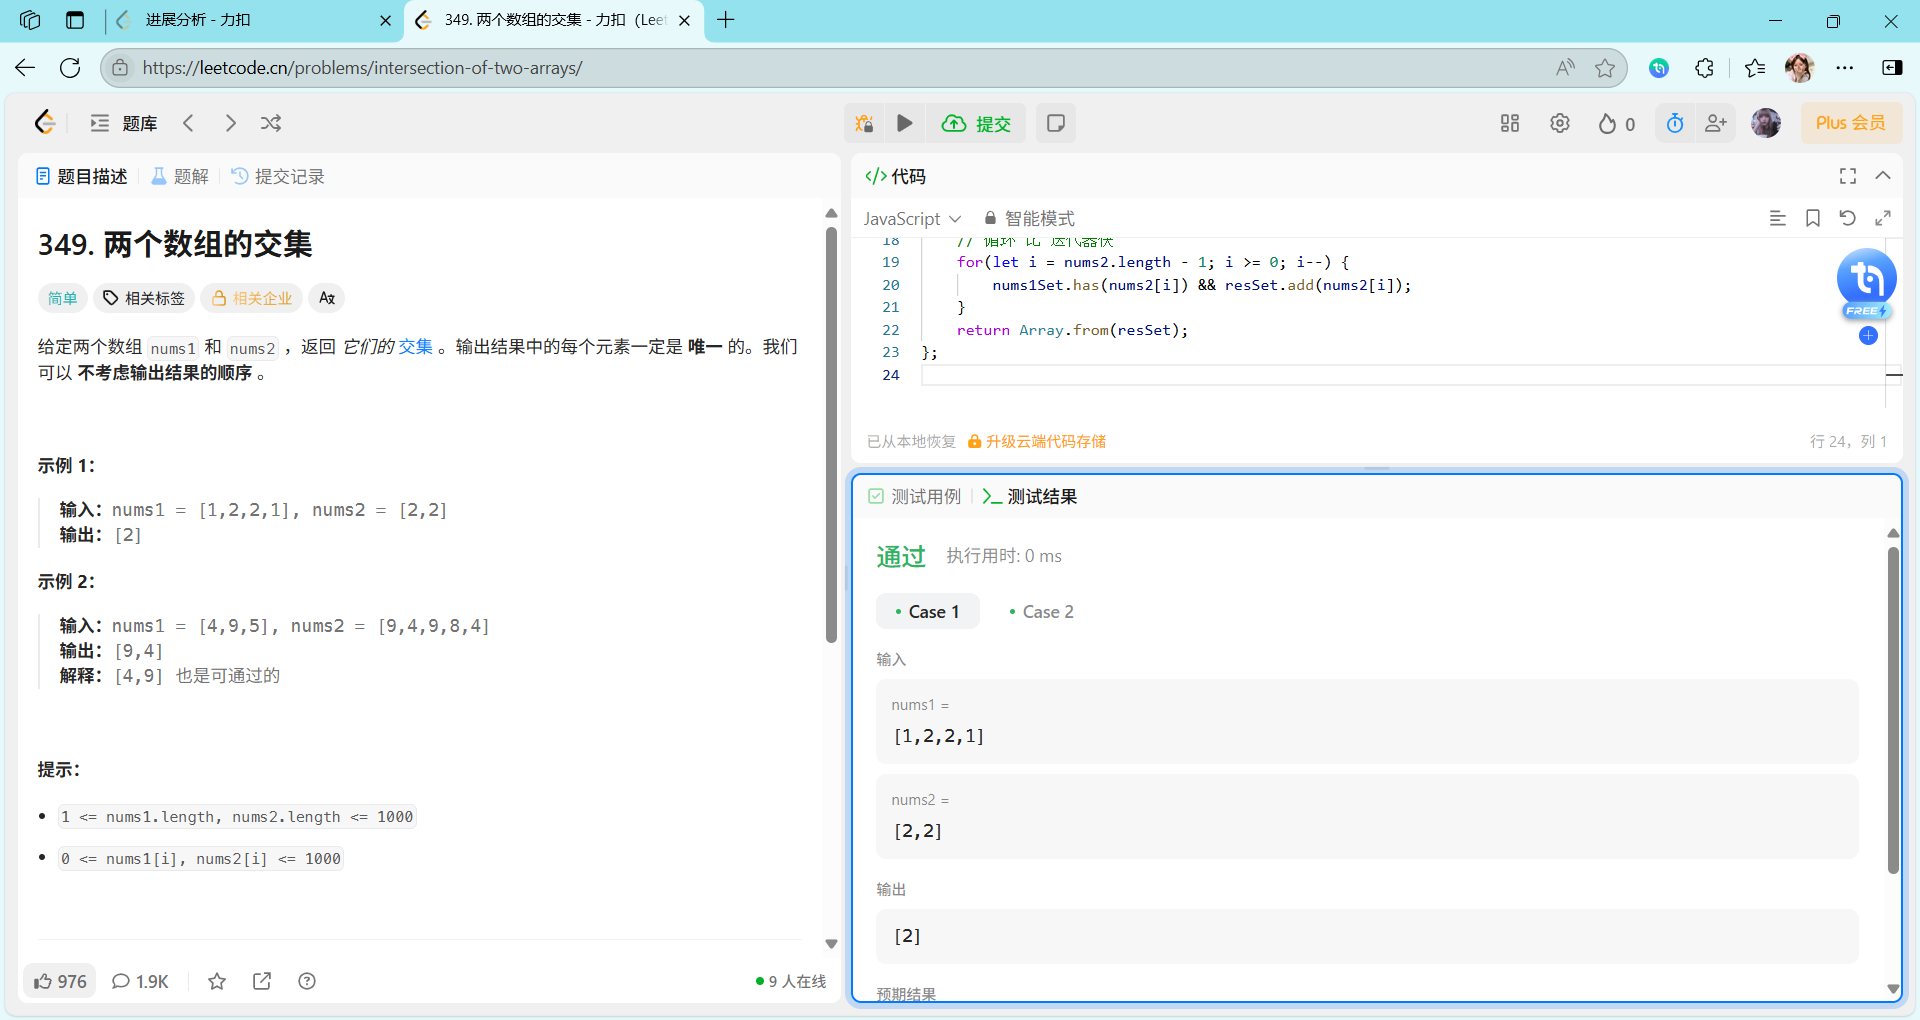 进展分析 - 力扣
349. 两个数组的交集 - 力扣（Leet
https://leetcode.cn/problems/intersection-of-two-arrays/
题库
提交
0
Plus 会员
题目描述
题解
提交记录
349. 两个数组的交集
简单
相关标签
相关企业
给定两个数组 nums1 和 nums2 ，返回 它们的 交集 。输出结果中的每个元素一定是 唯一 的。我们
可以 不考虑输出结果的顺序 。
示例 1：
输入：nums1 = [1,2,2,1], nums2 = [2,2]
输出：[2]
示例 2：
输入：nums1 = [4,9,5], nums2 = [9,4,9,8,4]
输出：[9,4]
解释：[4,9] 也是可通过的
提示：
1 <= nums1.length, nums2.length <= 1000
0 <= nums1[i], nums2[i] <= 1000
976
1.9K
9 人在线
</> 代码
JavaScript
智能模式
18 // 循环 比 迭代器快
19 for(let i = nums2.length - 1; i >= 0; i--) {
20 nums1Set.has(nums2[i]) && resSet.add(nums2[i]);
21 }
22 return Array.from(resSet);
23 };
24
FREE
已从本地恢复
升级云端代码存储
行 24，列 1
测试用例
测试结果
通过
执行用时: 0 ms
Case 1
Case 2
输入
nums1 =
[1,2,2,1]
nums2 =
[2,2]
输出
[2]
预期结果